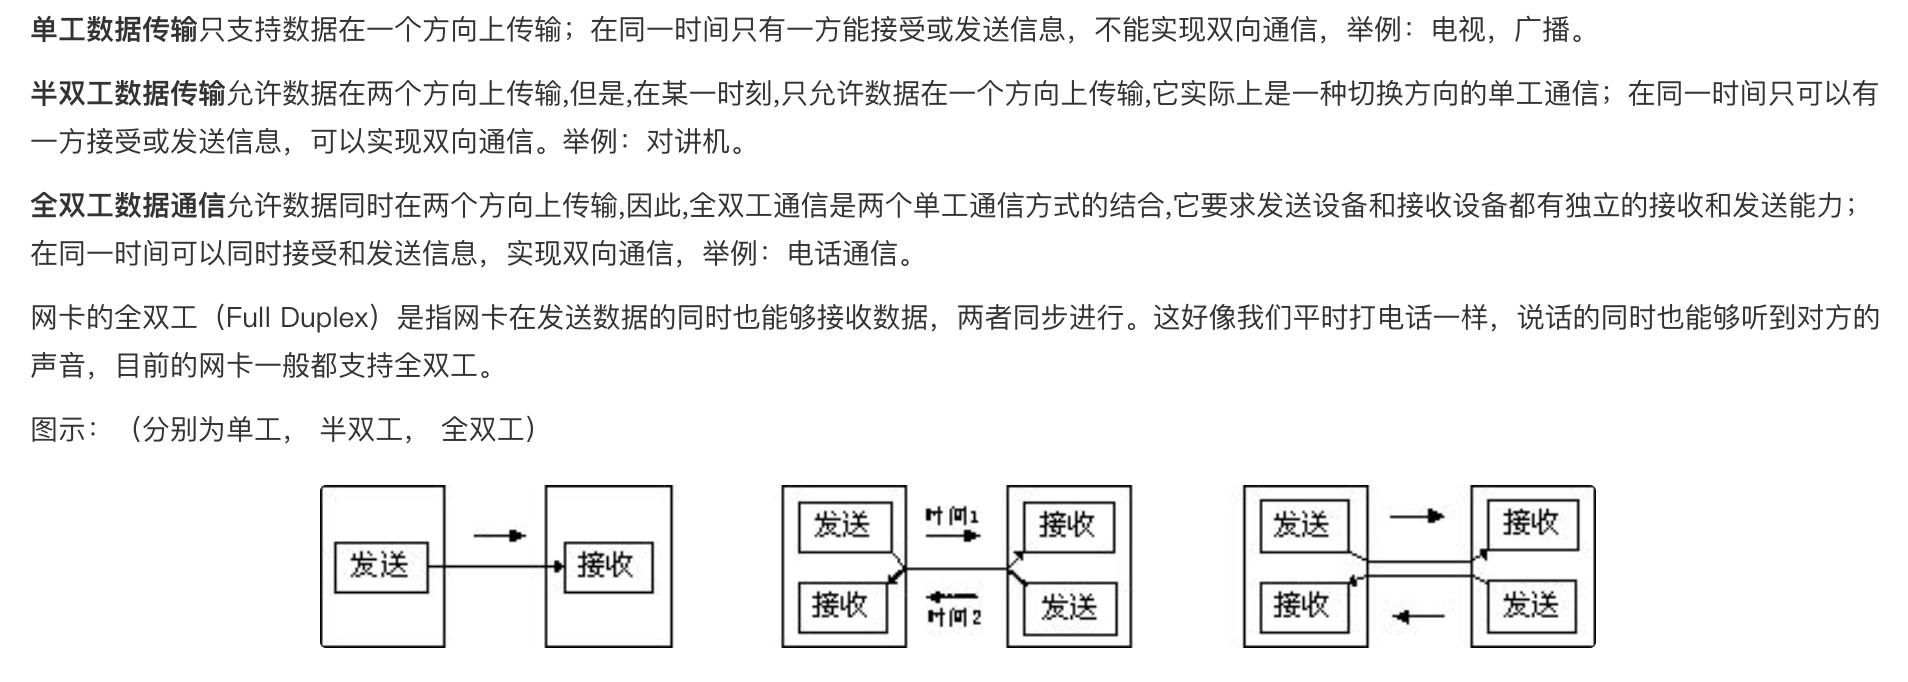 单工数据传输只支持数据在一个方向上传输；在同一时间只有一方能接受或发送信息，不能实现双向通信，举例：电视，广播。
半双工数据传输允许数据在两个方向上传输,但是,在某一时刻,只允许数据在一个方向上传输,它实际上是一种切换方向的单工通信；在同一时间只可以有
一方接受或发送信息，可以实现双向通信。举例：对讲机。
全双工数据通信允许数据同时在两个方向上传输,因此,全双工通信是两个单工通信方式的结合,它要求发送设备和接收设备都有独立的接收和发送能力；
在同一时间可以同时接受和发送信息，实现双向通信，举例：电话通信。
网卡的全双工（Full Duplex）是指网卡在发送数据的同时也能够接收数据，两者同步进行。这好像我们平时打电话一样，说话的同时也能够听到对方的
声音，目前的网卡一般都支持全双工。
图示：（分别为单工， 半双工， 全双工）
发送
接收
发送
时间1
接收
接收
时间2
发送
发送
接收
接收
发送